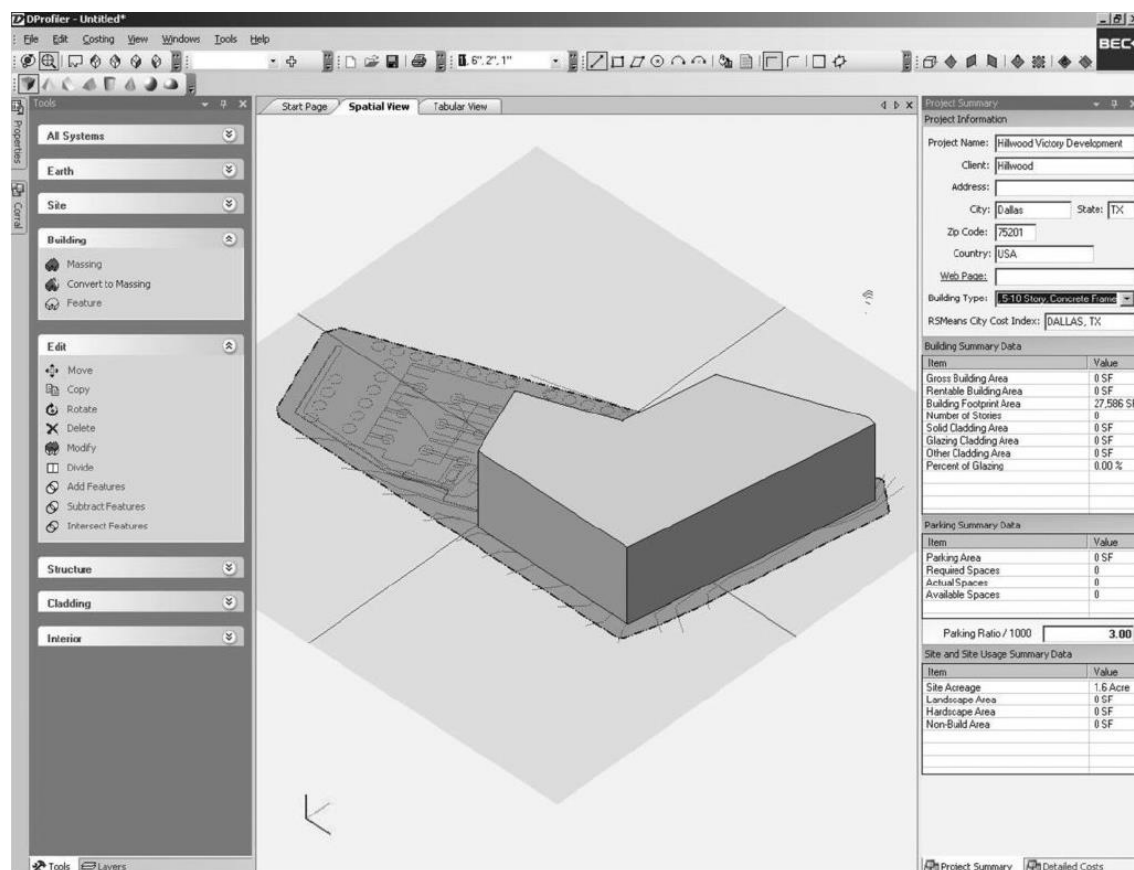 DProfiler - Untitled*
File Edit Costing View Windows Tools Help
BEC
1, 6", 2", 1"
Tools
Start Page Spatial View Tabular View
Properties
Corral
All Systems
Earth
Site
Building
Massing
Convert to Massing
Feature
Edit
Move
Copy
Rotate
Delete
Modify
Divide
Add Features
Subtract Features
Intersect Features
Structure
Cladding
Interior
Tools Layers
Project Summary
Project Information
Project Name: Hillwood Victory Development
Client: Hillwood
Address:
City: Dallas State: TX
Zip Code: 75201
Country: USA
Web Page:
Building Type: .5-10 Story, Concrete Frame
RSMeans City Cost Index: DALLAS, TX
Building Summary Data
Item Value
Gross Building Area 0 SF
Rentable Building Area 0 SF
Building Footprint Area 27,586 S
Number of Stories 0
Solid Cladding Area 0 SF
Glazing Cladding Area 0 SF
Other Cladding Area 0 SF
Percent of Glazing 0.00 %
Parking Summary Data
Item Value
Parking Area 0 SF
Required Spaces 0
Actual Spaces 0
Available Spaces 0
Parking Ratio / 1000 3.00
Site and Site Usage Summary Data
Item Value
Site Acreage 1.6 Acre
Landscape Area 0 SF
Hardscape Area 0 SF
Non-Build Area 0 SF
Project Summary Detailed Costs